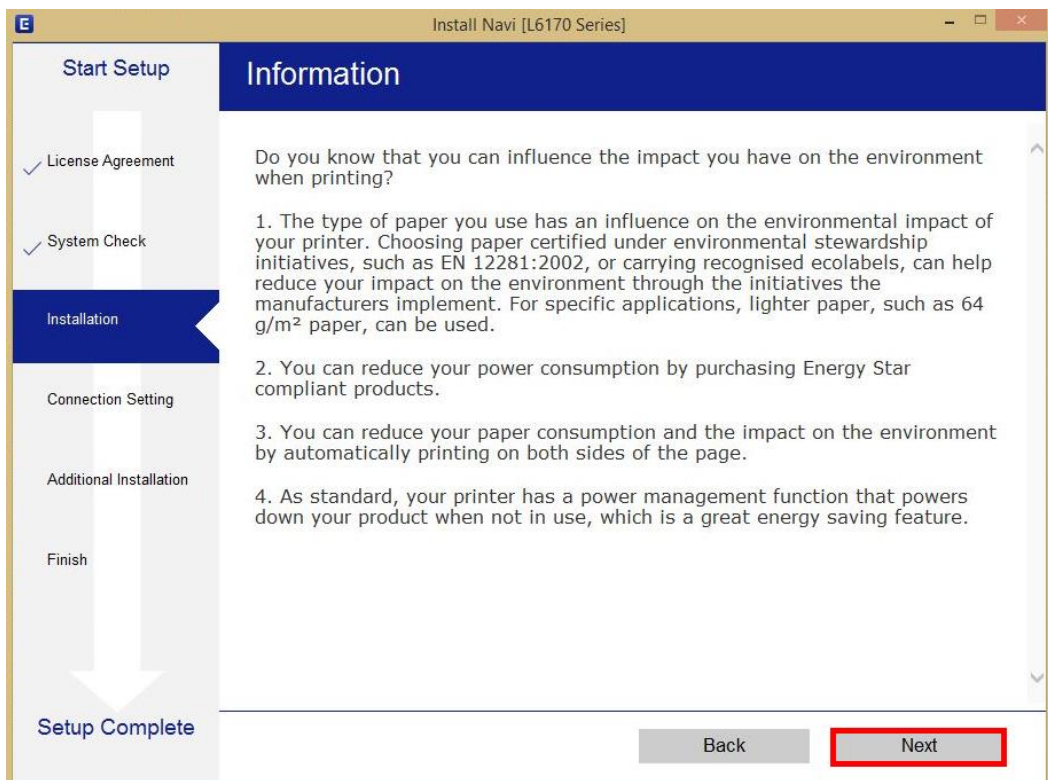 E
Install Navi [L6170 Series]
Start Setup
License Agreement
System Check
Installation
Connection Setting
Additional Installation
Finish
Setup Complete
Information
Do you know that you can influence the impact you have on the environment
when printing?
1. The type of paper you use has an influence on the environmental impact of
your printer. Choosing paper certified under environmental stewardship
initiatives, such as EN 12281:2002, or carrying recognised ecolabels, can help
reduce your impact on the environment through the initiatives the
manufacturers implement. For specific applications, lighter paper, such as 64
g/m² paper, can be used.
2. You can reduce your power consumption by purchasing Energy Star
compliant products.
3. You can reduce your paper consumption and the impact on the environment
by automatically printing on both sides of the page.
4. As standard, your printer has a power management function that powers
down your product when not in use, which is a great energy saving feature.
Back
Next